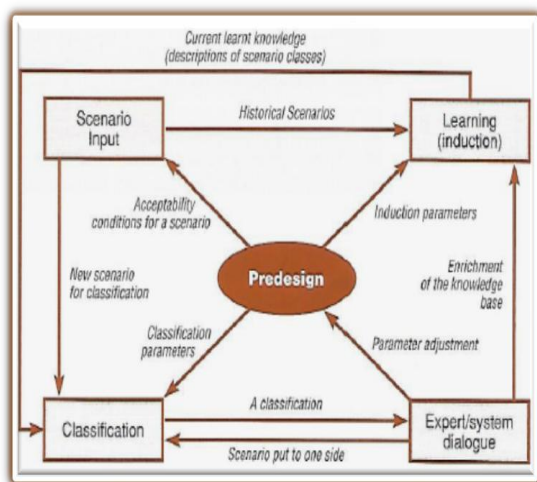 Current learnt knowledge
(descriptions of scenario classes)
Scenario
Input
Historical Scenarios
Learning
(induction)
Acceptability
conditions for a scenario
Induction parameters
New scenario
for classification
Predesign
Enrichment
of the knowledge
base
Classification
parameters
Parameter adjustment
A classification
Classification
Expert/system
dialogue
Scenario put to one side